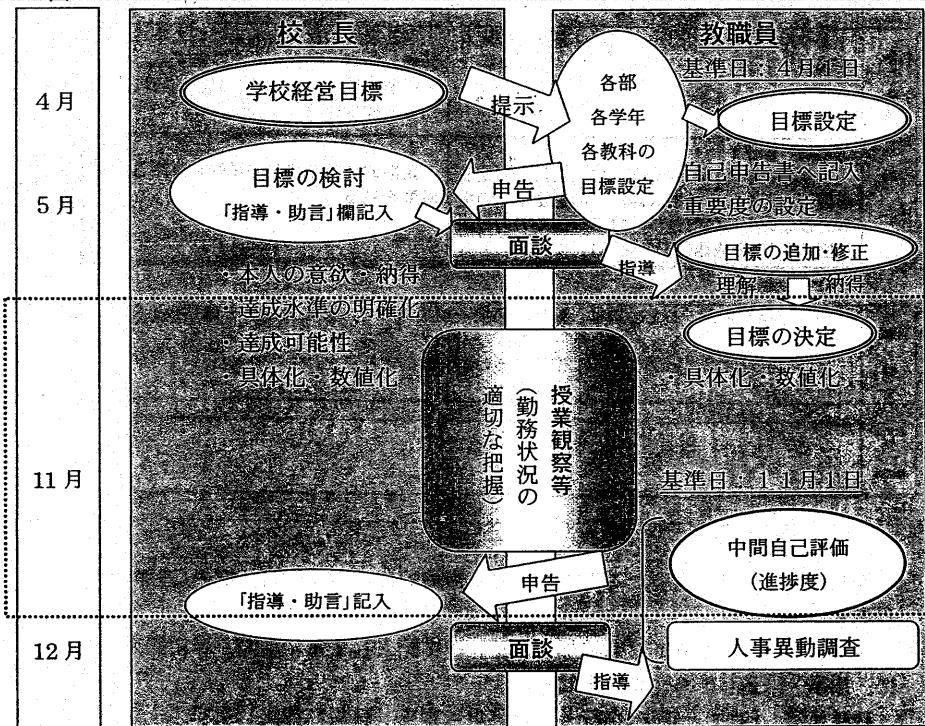 校 長
教職員
4月
学校経営目標
提示
各部
各学年
各教科の
目標設定
基準日：4月1日
目標設定
5月
目標の検討
「指導・助言」欄記入
申告
自己申告書へ記入
重要度の設定
面談
指導
目標の追加・修正
理解　納得
・本人の意欲・納得
・達成水準の明確化
・達成可能性
・具体化・数値化
目標の決定
・具体化・数値化
授業観察等
（勤務状況の
適切な把握）
11月
基準日：11月1日
中間自己評価
(進捗度)
申告
「指導・助言」記入
12月
面談
指導
人事異動調査